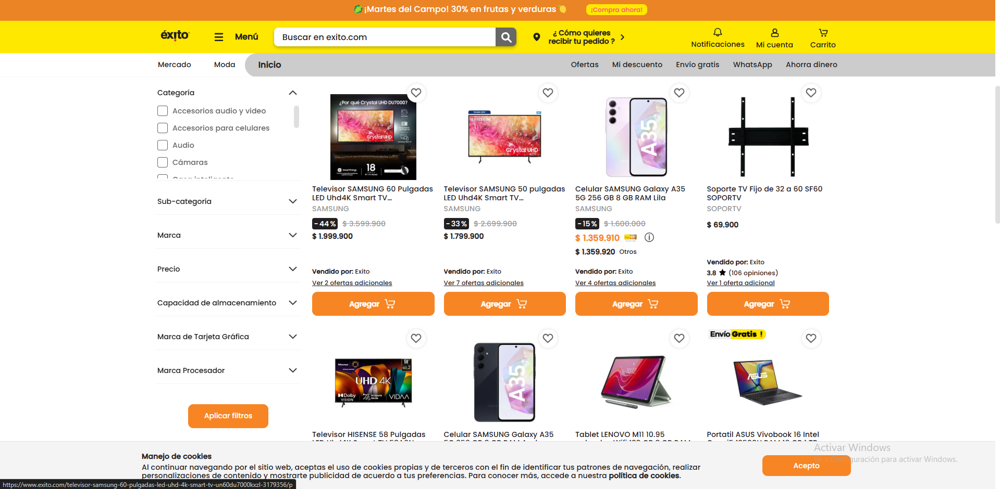 ¡Martes del Campo! 30% en frutas y verduras
¡Compra ahora!
éxito
Menú
Buscar en exito.com
¿ Cómo quieres
recibir tu pedido ?
Notificaciones
Mi cuenta
Carrito
Mercado
Moda
Inicio
Ofertas
Mi descuento
Envío gratis
WhatsApp
Ahorra dinero
Categoría
Accesorios audio y video
Accesorios para celulares
Audio
Cámaras
Casa inteligente
Sub-categoría
Marca
Precio
Capacidad de almacenamiento
Marca de Tarjeta Gráfica
Marca Procesador
Aplicar filtros
¿Por qué Crystal UHD DU7000?
Crystal UHD
SmartThings
18
Televisor SAMSUNG 60 Pulgadas
LED Uhd4K Smart TV...
SAMSUNG
-44%
$ 3.599.900
$ 1.999.900
Vendido por: Exito
Ver 2 ofertas adicionales
Agregar
SAMSUNG
Crystal UHD
Televisor SAMSUNG 50 pulgadas
LED Uhd4K Smart TV...
SAMSUNG
-33%
$ 2.699.900
$ 1.799.900
Vendido por: Exito
Ver 7 ofertas adicionales
Agregar
A35
Celular SAMSUNG Galaxy A35
5G 256 GB 8 GB RAM Lila
SAMSUNG
-15%
$ 1.600.000
$ 1.359.910
$ 1.359.920 Otros
Vendido por: Exito
Ver 4 ofertas adicionales
Agregar
Soporte TV Fijo de 32 a 60 SF60
SOPORTV
SOPORTV
$ 69.900
Vendido por: Exito
3.8 (106 opiniones)
Ver 1 oferta adicional
Agregar
Hisense
58"
NO.2
UHD 4K
Dolby
VISION
AI Sports
Mode
VIDAA
Televisor HISENSE 58 Pulgadas
A35
Celular SAMSUNG Galaxy A35
10:12
Tablet LENOVO M11 10.95
Envío Gratis !
ASUS
Portatil ASUS Vivobook 16 Intel
Manejo de cookies
Al continuar navegando por el sitio web, aceptas el uso de cookies propias y de terceros con el fin de identificar tus patrones de navegación, realizar
personalizaciones de contenido y mostrarte publicidad de acuerdo a tus preferencias. Para conocer más, accede a nuestra política de cookies.
Acepto
Activar Windows
Ve a Configuración para activar Windows.
https://www.exito.com/televisor-samsung-60-pulgadas-led-uhd-4k-smart-tv-un60du7000kxzl-3179356/p